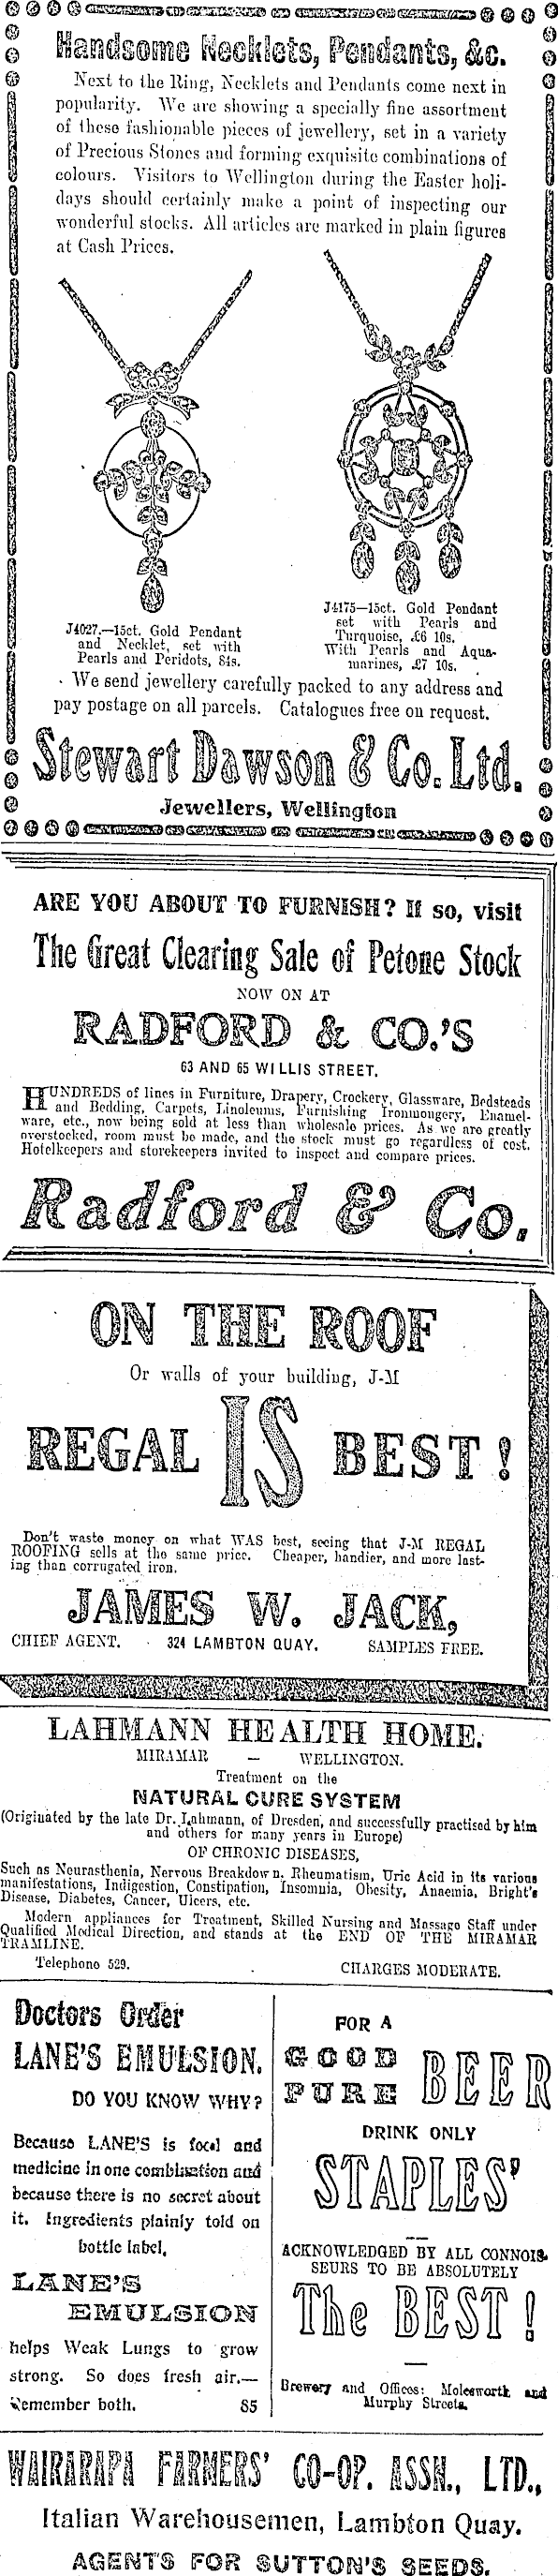 Handsome Necklets, Pendants, &c.
Next to the Ring, Necklets and Pendants come next in
popularity. We are showing a specially fine assortment
of these fashionable pieces of jewellery, set in a variety
of Precious Stones and forming exquisite combinations of
colours. Visitors to Wellington during the Easter holi-
days should certainly make a point of inspecting our
wonderful stocks. All articles are marked in plain figures
at Cash Prices.
J4027.—15ct. Gold Pendant
and Necklet, set with
Pearls and Peridots, 84s.
J4175—15ct. Gold Pendant
set with Pearls and
Turquoise, £6 10s.
With Pearls and Aqua-
marines, £7 10s.
We send jewellery carefully packed to any address and
pay postage on all parcels. Catalogues free on request.
Stewart Dawson & Co. Ltd.
Jewellers, Wellington
ARE YOU ABOUT TO FURNISH? If so, visit
The Great Clearing Sale of Petone Stock
NOW ON AT
RADFORD & CO.'S
63 AND 65 WILLIS STREET.
HUNDREDS of lines in Furniture, Drapery, Crockery, Glassware, Bedsteads
and Bedding, Carpets, Linoleums, Furnishing Ironmongery, Enamel-
ware, etc., now being sold at less than wholesale prices. As we are greatly
overstocked, room must be made, and the stock must go regardless of cost.
Hotelkeepers and storekeepers invited to inspect and compare prices.
Radford & Co.
ON THE ROOF
Or walls of your building, J-M
REGAL IS BEST!
Don't waste money on what WAS best, seeing that J-M REGAL
ROOFING sells at the same price. Cheaper, handier, and more last-
ing than corrugated iron.
JAMES W. JACK,
CHIEF AGENT. 324 LAMBTON QUAY. SAMPLES FREE.
LAHMANN HEALTH HOME.
MIRAMAR — WELLINGTON.
Treatment on the
NATURAL CURE SYSTEM
(Originated by the late Dr. Lahmann, of Dresden, and successfully practised by him
and others for many years in Europe)
OF CHRONIC DISEASES,
Such as Neurasthenia, Nervous Breakdown, Rheumatism, Uric Acid in its various
manifestations, Indigestion, Constipation, Insomnia, Obesity, Anaemia, Bright's
Disease, Diabetes, Cancer, Ulcers, etc.
Modern appliances for Treatment, Skilled Nursing and Massage Staff under
Qualified Medical Direction, and stands at the END OF THE MIRAMAR
TRAMLINE.
Telephone 529. CHARGES MODERATE.
Doctors Order
LANE'S EMULSION.
DO YOU KNOW WHY?
Because LANE'S is food and
medicine in one combination and
because there is no secret about
it. Ingredients plainly told on
bottle label.
LANE'S
EMULSION
helps Weak Lungs to grow
strong. So does fresh air.—
Remember both. 85
FOR A
GOOD PURE BEER
DRINK ONLY
STAPLES'
—
ACKNOWLEDGED BY ALL CONNOIS-
SEURS TO BE ABSOLUTELY
The BEST!
—
Brewery and Offices: Molesworth and
Murphy Streets.
WAIRARAPA FARMERS' CO-OP. ASSN., LTD.,
Italian Warehousemen, Lambton Quay.
AGENTS FOR SUTTON'S SEEDS.